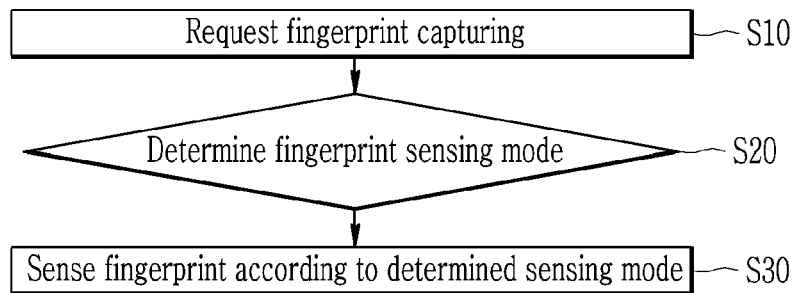 Request fingerprint capturing S10
Determine fingerprint sensing mode S20
Sense fingerprint according to determined sensing mode S30